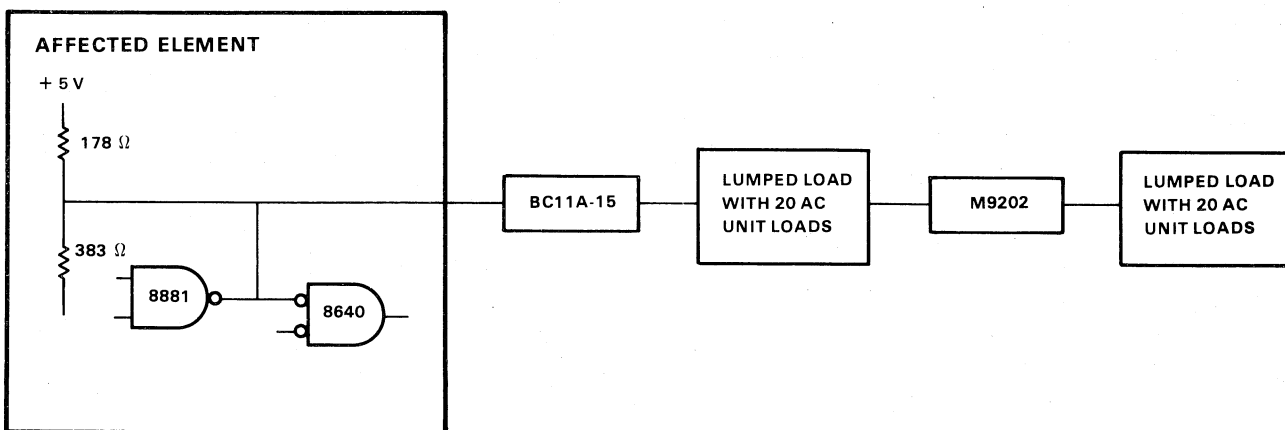 AFFECTED ELEMENT
+ 5 V
178 Ω
383 Ω
8881
8640
BC11A-15
LUMPED LOAD
WITH 20 AC
UNIT LOADS
M9202
LUMPED LOAD
WITH 20 AC
UNIT LOADS